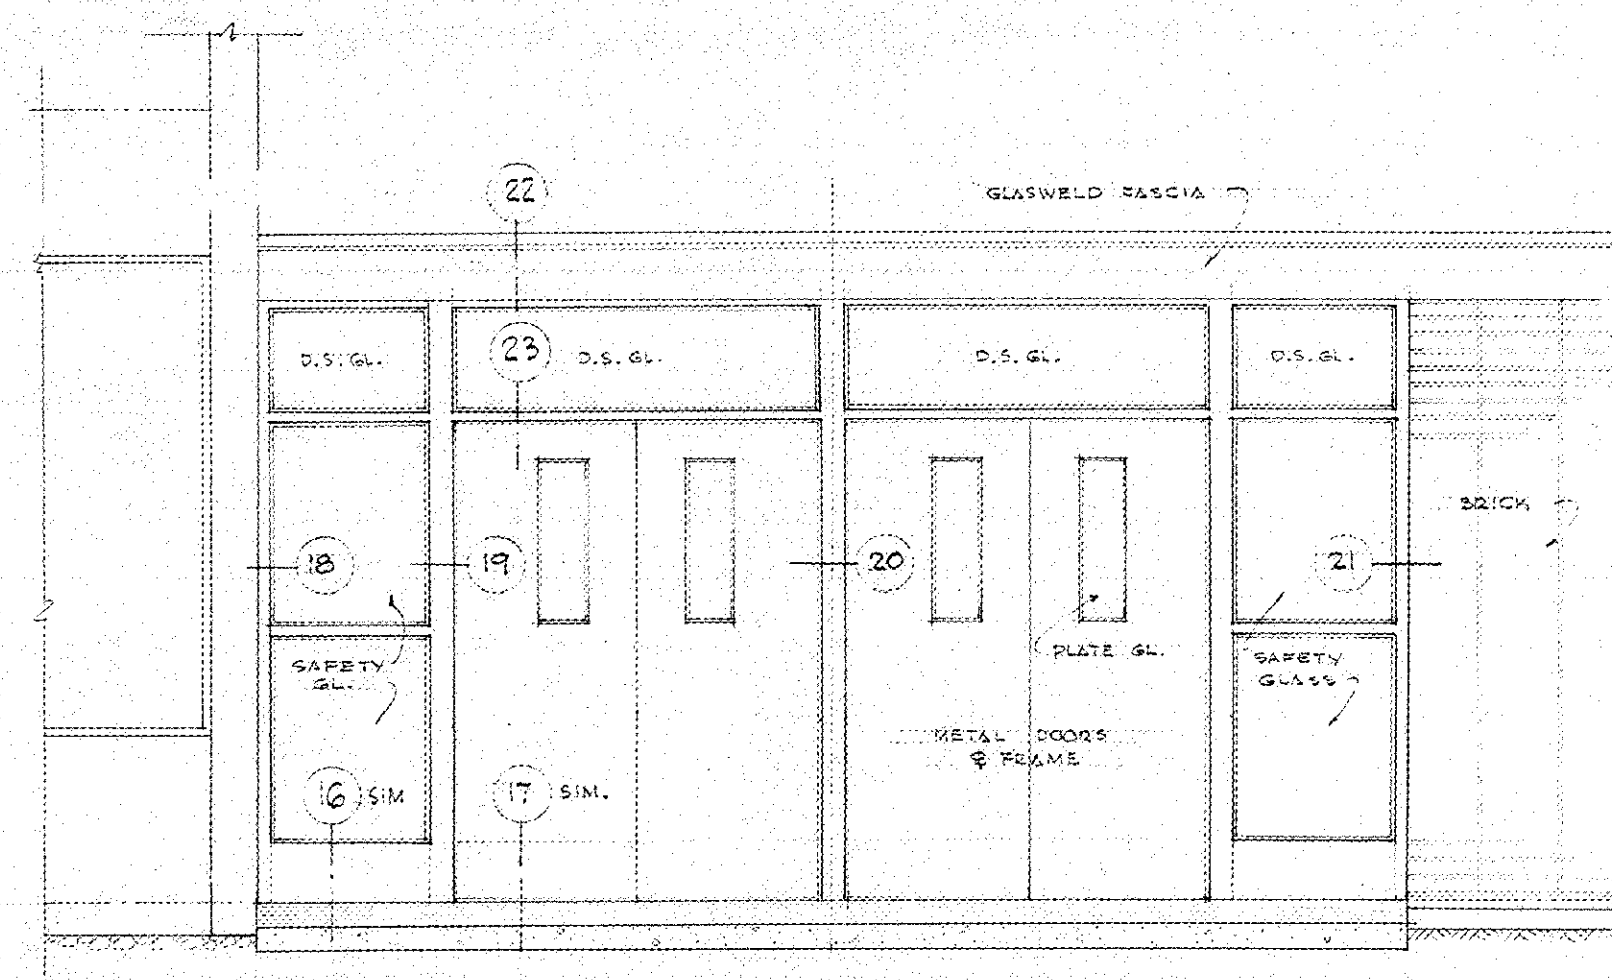 22
GLASWELD FASCIA
23
D.S. GL.
D.S. GL.
D.S. GL.
D.S. GL.
BRICK
18
19
20
21
SAFETY
GL.
PLATE GL.
SAFETY
GLASS
METAL DOORS
& FRAME
16 SIM
17 SIM.